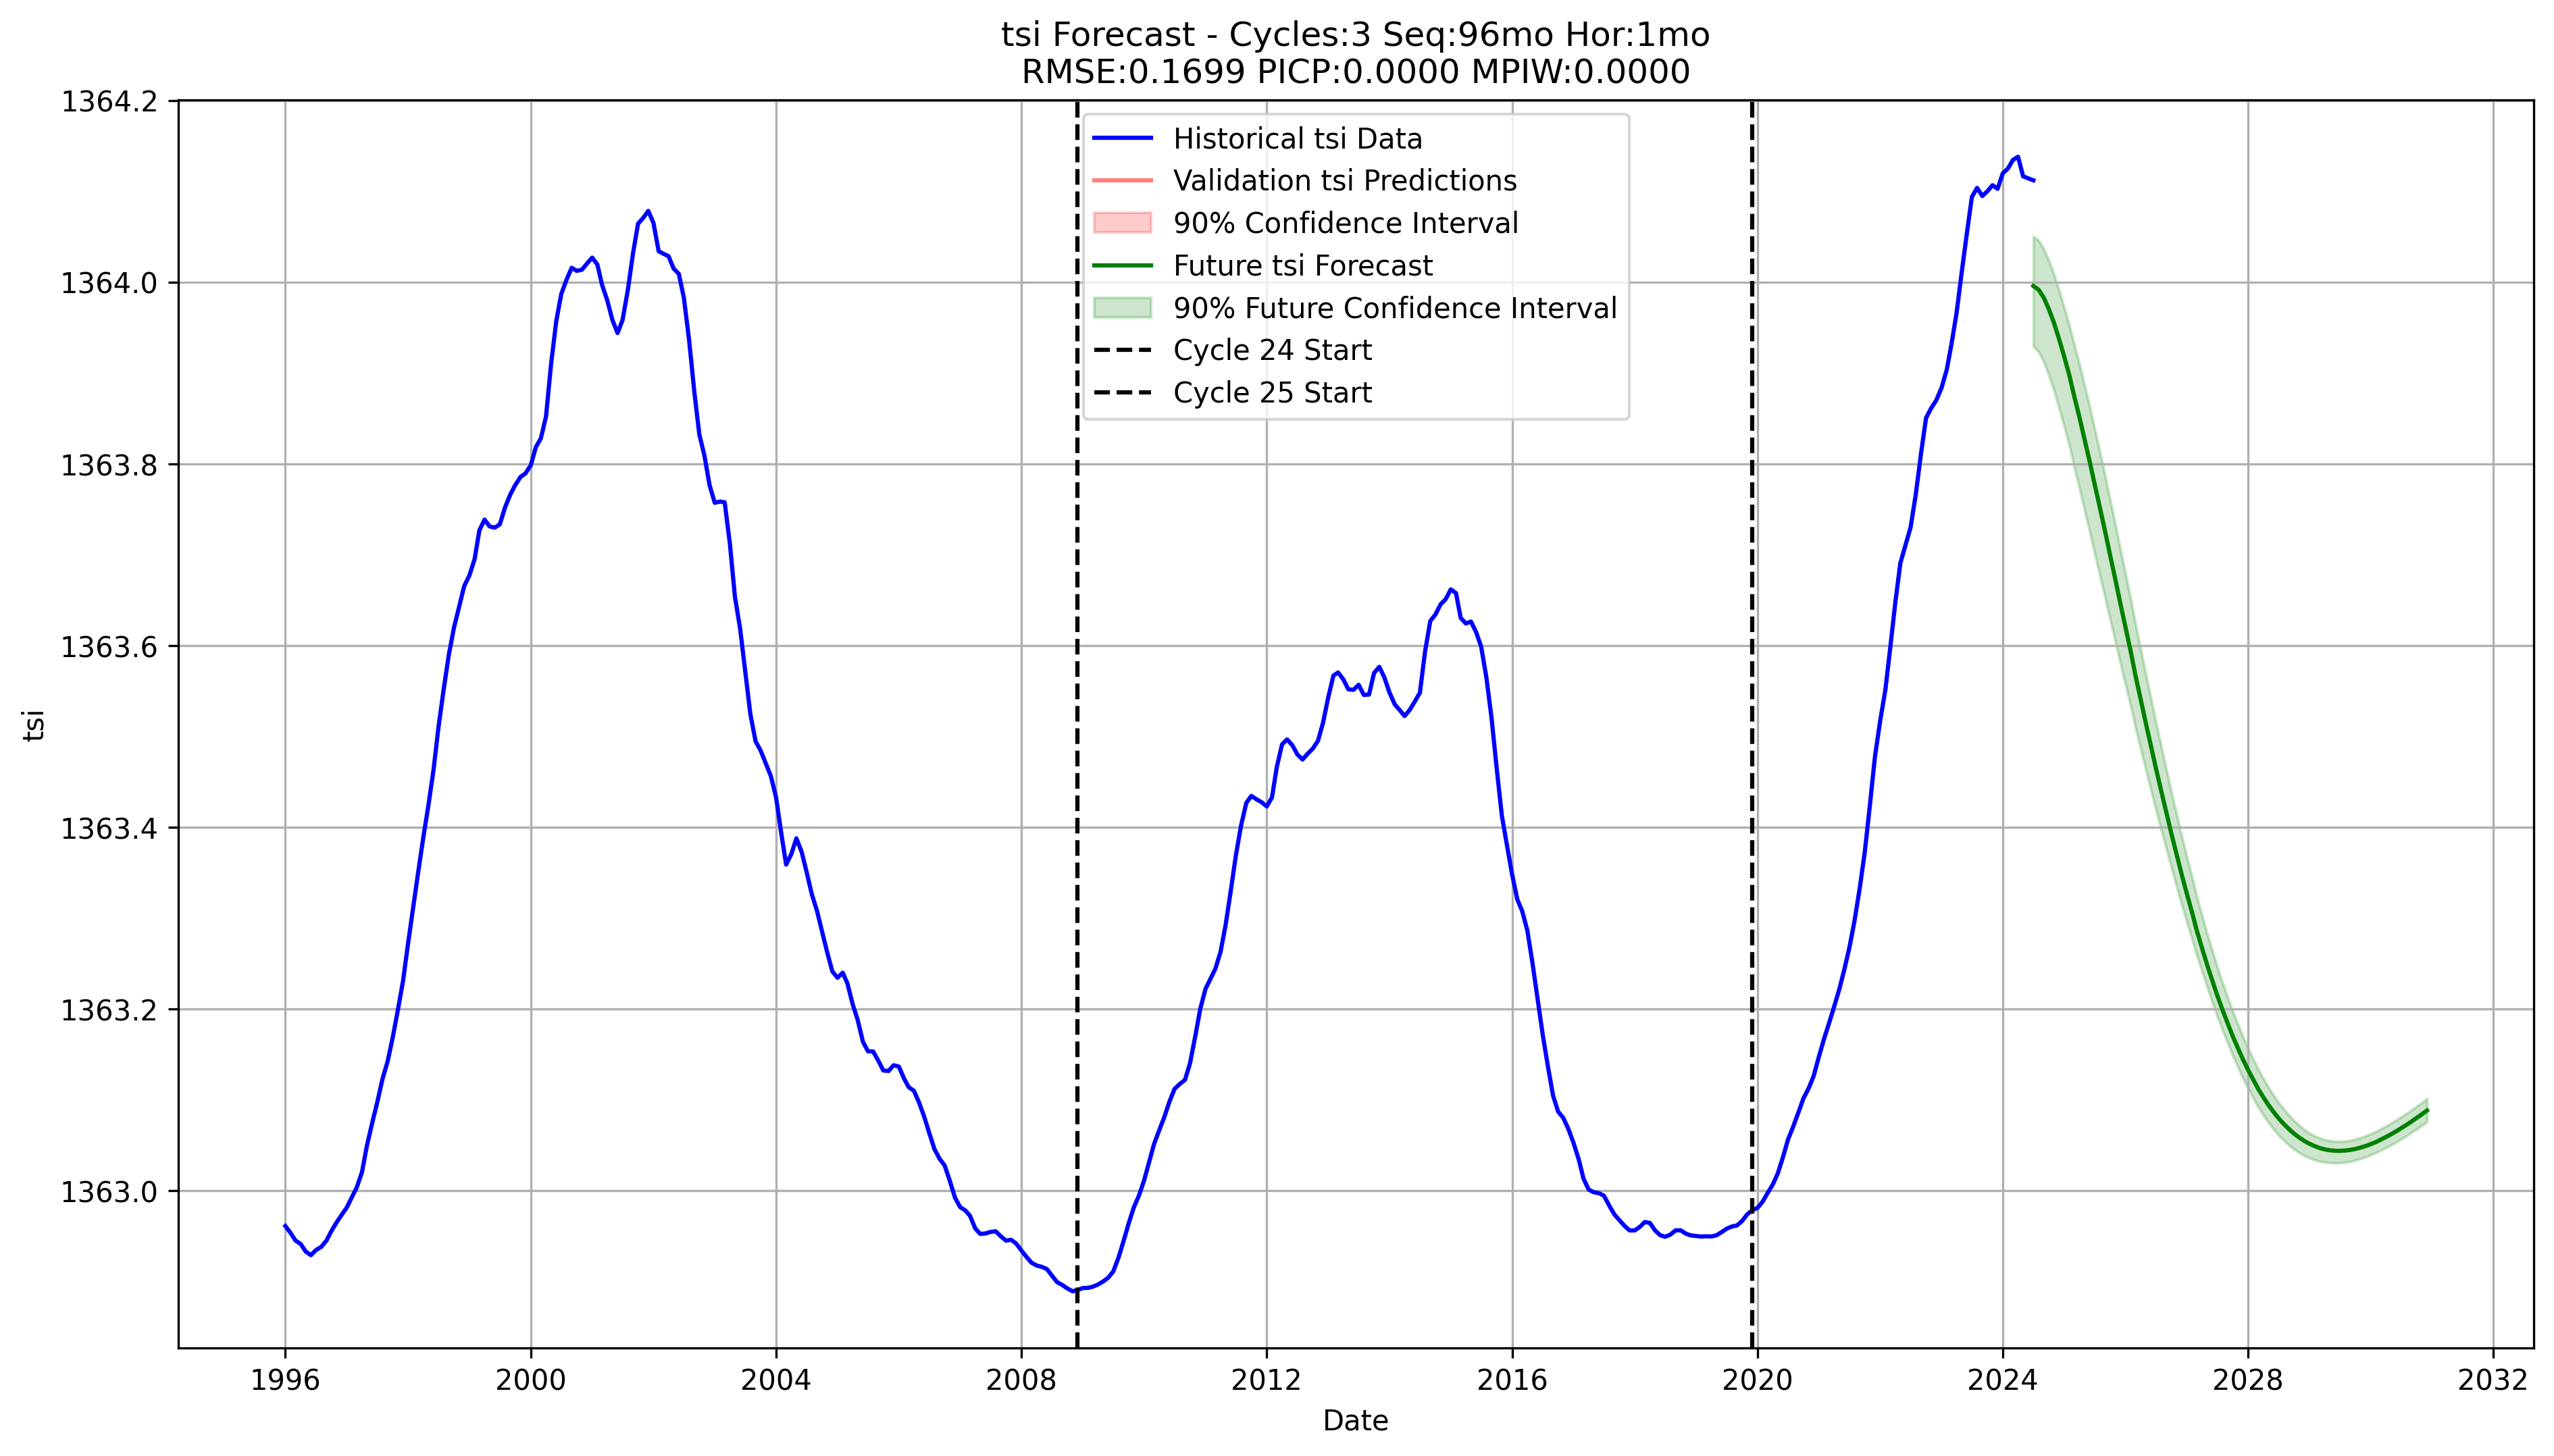 tsi Forecast - Cycles:3 Seq:96mo Hor:1mo
RMSE:0.1699 PICP:0.0000 MPIW:0.0000
1364.2
1364.0
1363.8
1363.6
1363.4
1363.2
1363.0
tsi
Historical tsi Data
Validation tsi Predictions
90% Confidence Interval
Future tsi Forecast
90% Future Confidence Interval
Cycle 24 Start
Cycle 25 Start
1996 2000 2004 2008 2012 2016 2020 2024 2028 2032
Date